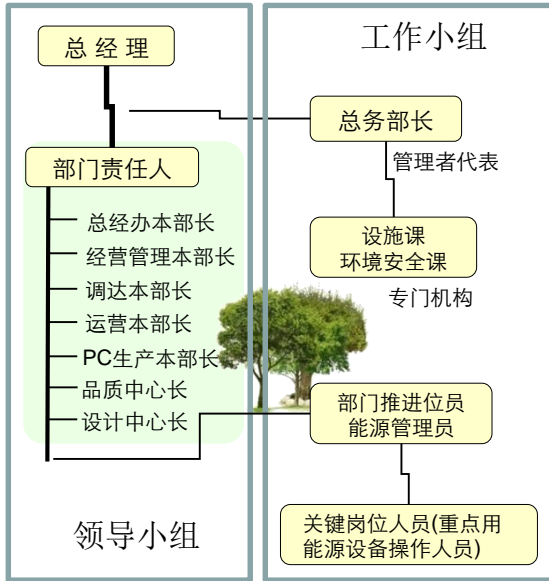 总 经 理
部门责任人
总经办本部长
经营管理本部长
调达本部长
运营本部长
PC生产本部长
品质中心长
设计中心长
领导小组
工作小组
总务部长
管理者代表
设施课
环境安全课
专门机构
部门推进位员
能源管理员
关键岗位人员(重点用
能源设备操作人员)